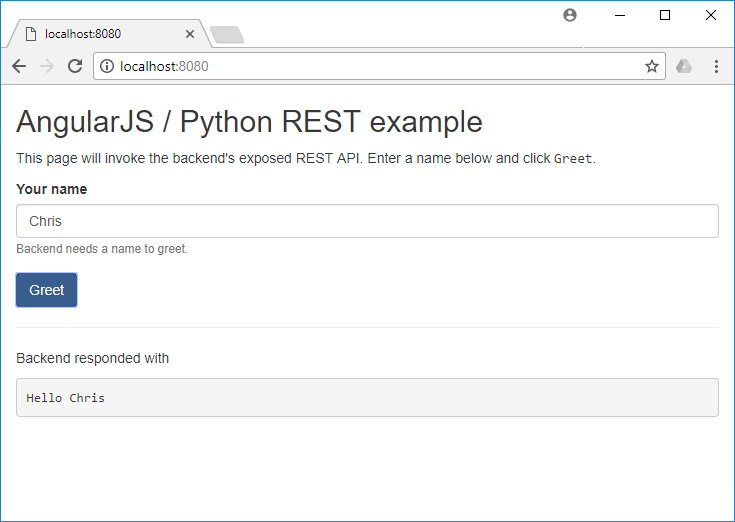 localhost:8080
localhost:8080
AngularJS / Python REST example
This page will invoke the backend's exposed REST API. Enter a name below and click Greet.
Your name
Chris
Backend needs a name to greet.
Greet
Backend responded with
Hello Chris